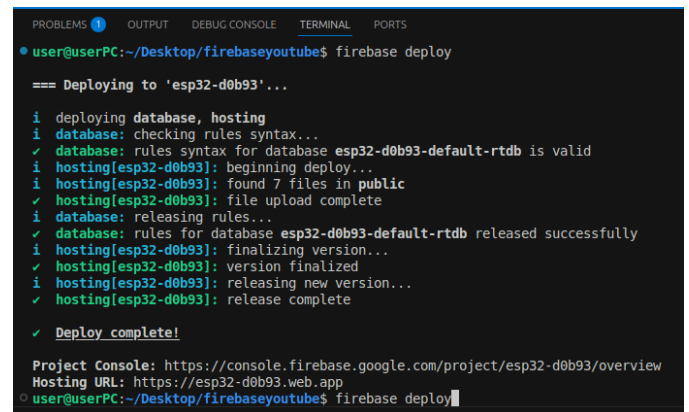 PROBLEMS 1 OUTPUT DEBUG CONSOLE TERMINAL PORTS
user@userPC:~/Desktop/firebaseyoutube$ firebase deploy
=== Deploying to 'esp32-d0b93'...
i deploying database, hosting
i database: checking rules syntax...
✔ database: rules syntax for database esp32-d0b93-default-rtdb is valid
i hosting[esp32-d0b93]: beginning deploy...
i hosting[esp32-d0b93]: found 7 files in public
✔ hosting[esp32-d0b93]: file upload complete
i database: releasing rules...
✔ database: rules for database esp32-d0b93-default-rtdb released successfully
i hosting[esp32-d0b93]: finalizing version...
✔ hosting[esp32-d0b93]: version finalized
i hosting[esp32-d0b93]: releasing new version...
✔ hosting[esp32-d0b93]: release complete
✔ Deploy complete!
Project Console: https://console.firebase.google.com/project/esp32-d0b93/overview
Hosting URL: https://esp32-d0b93.web.app
user@userPC:~/Desktop/firebaseyoutube$ firebase deploy